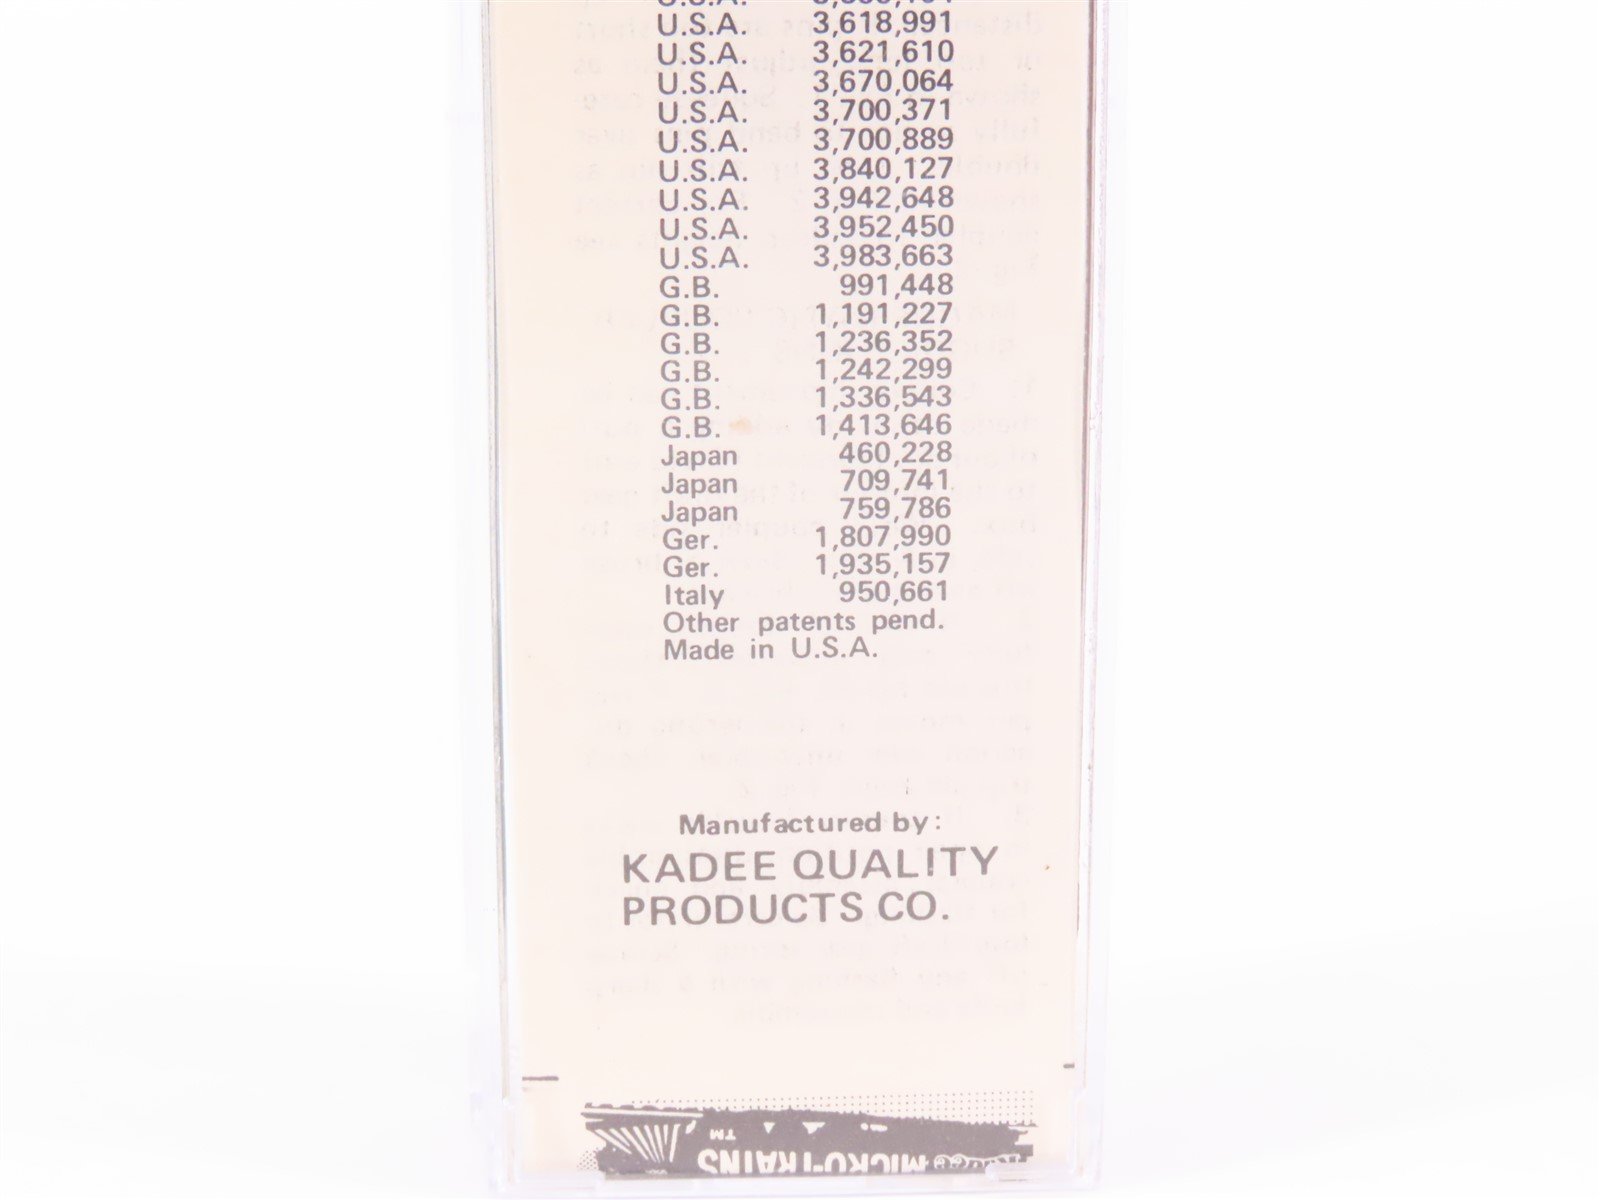 U.S.A. 3,618,991
U.S.A. 3,621,610
U.S.A. 3,670,064
U.S.A. 3,700,371
U.S.A. 3,700,889
U.S.A. 3,840,127
U.S.A. 3,942,648
U.S.A. 3,952,450
U.S.A. 3,983,663
G.B. 991,448
G.B. 1,191,227
G.B. 1,236,352
G.B. 1,242,299
G.B. 1,336,543
G.B. 1,413,646
Japan 460,228
Japan 709,741
Japan 759,786
Ger. 1,807,990
Ger. 1,935,157
Italy 950,661
Other patents pend.
Made in U.S.A.
Manufactured by:
KADEE QUALITY
PRODUCTS CO.
TM
MICRO-TRAINS